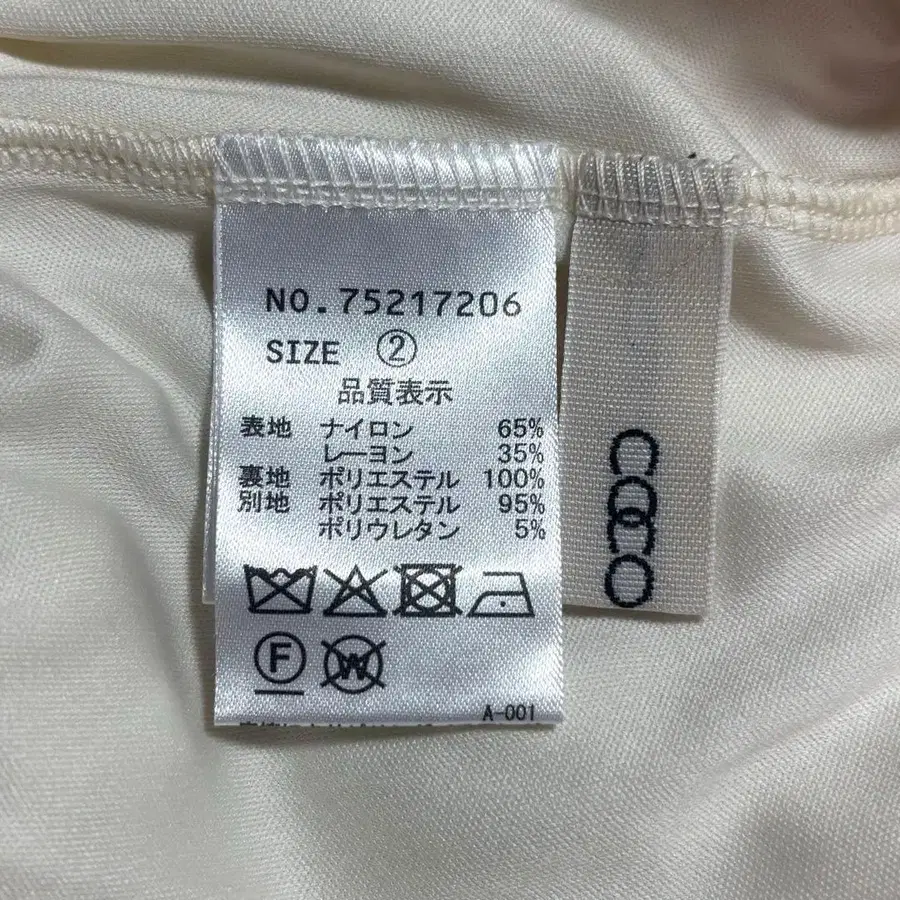 NO.75217206
SIZE ②
品質表示
表地 ナイロン 65%
レーヨン 35%
裏地 ポリエステル 100%
別地 ポリエステル 95%
ポリウレタン 5%
F W
A-001